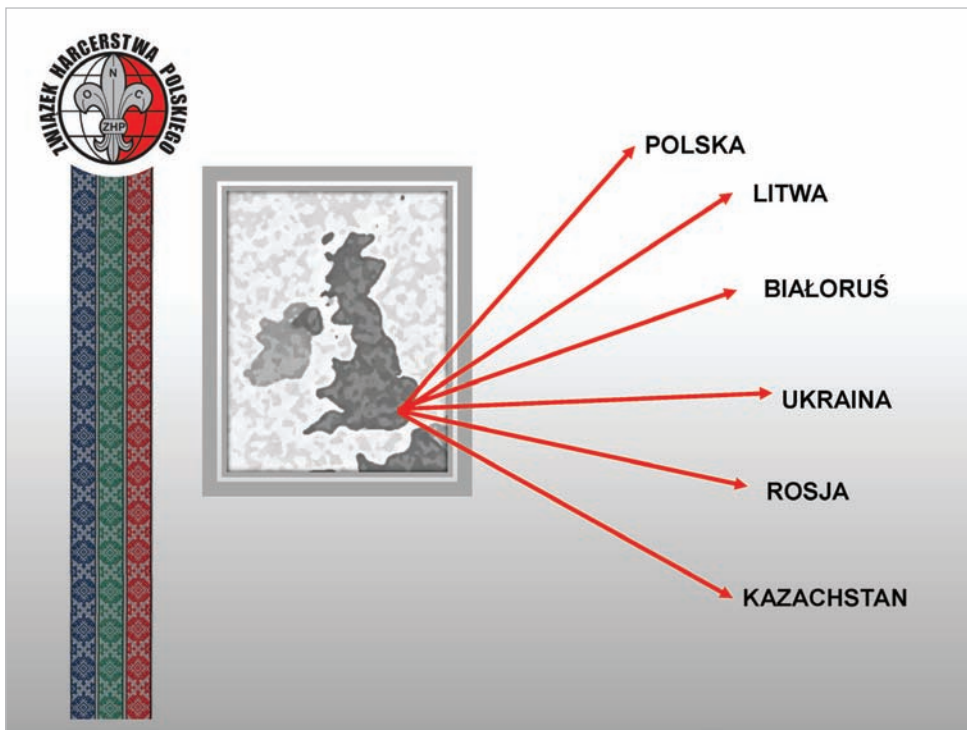 ZWIĄZEK HARCERSTWA POLSKIEGO
N
O C
ZHP
POLSKA
LITWA
BIAŁORUŚ
UKRAINA
ROSJA
KAZACHSTAN